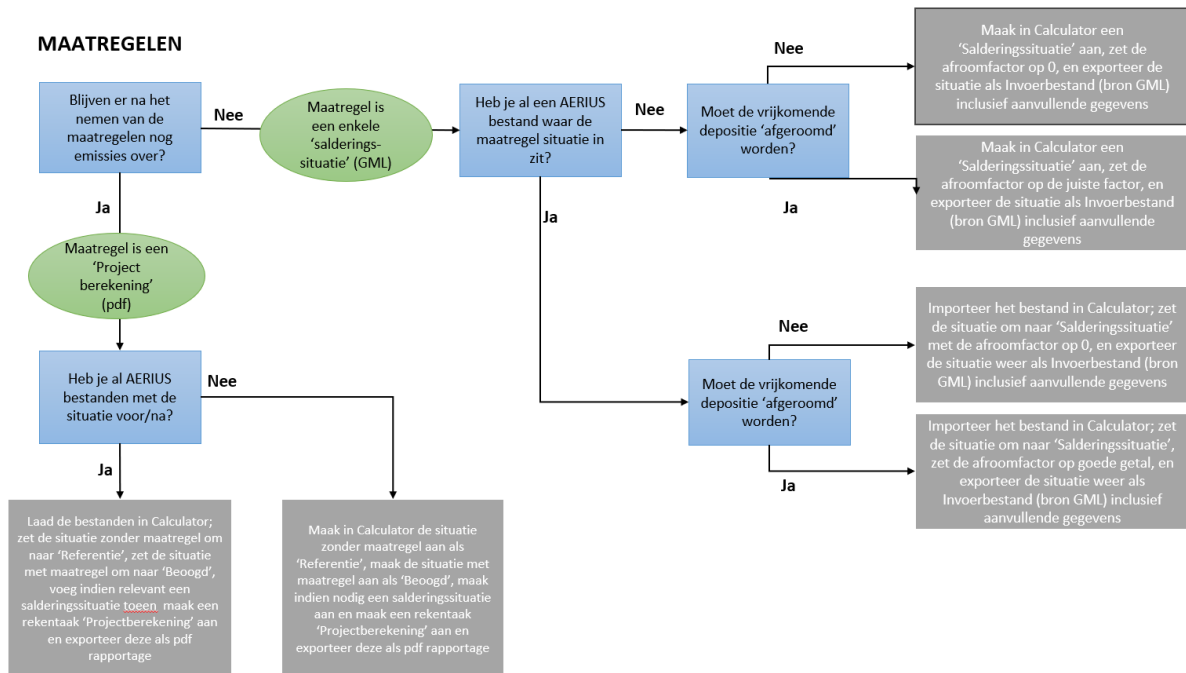 MAATREGELEN
Blijven er na het
nemen van de
maatregelen nog
emissies over?
Nee
Maatregel is
een enkele
‘salderings-
situatie’ (GML)
Heb je al een AERIUS
bestand waar de
maatregel situatie in
zit?
Nee
Moet de vrijkomende
depositie ‘afgeroomd’
worden?
Nee
Maak in Calculator een
‘Salderingssituatie’ aan, zet de
afroomfactor op 0, en exporteer de
situatie als Invoerbestand (bron GML)
inclusief aanvullende gegevens
Ja
Maak in Calculator een
‘Salderingssituatie’ aan, zet de
afroomfactor op de juiste factor, en
exporteer de situatie als Invoerbestand
(bron GML) inclusief aanvullende
gegevens
Ja
Moet de vrijkomende
depositie ‘afgeroomd’
worden?
Nee
Importeer het bestand in Calculator; zet
de situatie om naar ‘Salderingssituatie’
met de afroomfactor op 0, en exporteer
de situatie weer als Invoerbestand (bron
GML) inclusief aanvullende gegevens
Ja
Importeer het bestand in Calculator; zet
de situatie om naar ‘Salderingssituatie’,
zet de afroomfactor op goede getal, en
exporteer de situatie weer als
Invoerbestand (bron GML) inclusief
aanvullende gegevens
Ja
Maatregel is een
‘Project
berekening’
(pdf)
Heb je al AERIUS
bestanden met de
situatie voor/na?
Nee
Ja
Laad de bestanden in Calculator;
zet de situatie zonder maatregel om
naar ‘Referentie’, zet de situatie
met maatregel om naar ‘Beoogd’,
voeg indien relevant een
salderingssituatie toeen maak een
rekentaak ‘Projectberekening’ aan
en exporteer deze als pdf
rapportage
Maak in Calculator de situatie
zonder maatregel aan als
‘Referentie’, maak de situatie met
maatregel aan als ‘Beoogd’, maak
indien nodig een salderingssituatie
aan en maak een rekentaak
‘Projectberekening’ aan en
exporteer deze als pdf rapportage